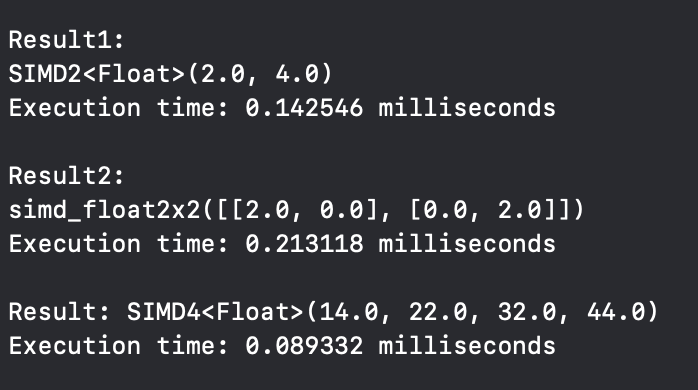 Result1:
SIMD2<Float>(2.0, 4.0)
Execution time: 0.142546 milliseconds
Result2:
simd_float2x2([[2.0, 0.0], [0.0, 2.0]])
Execution time: 0.213118 milliseconds
Result: SIMD4<Float>(14.0, 22.0, 32.0, 44.0)
Execution time: 0.089332 milliseconds